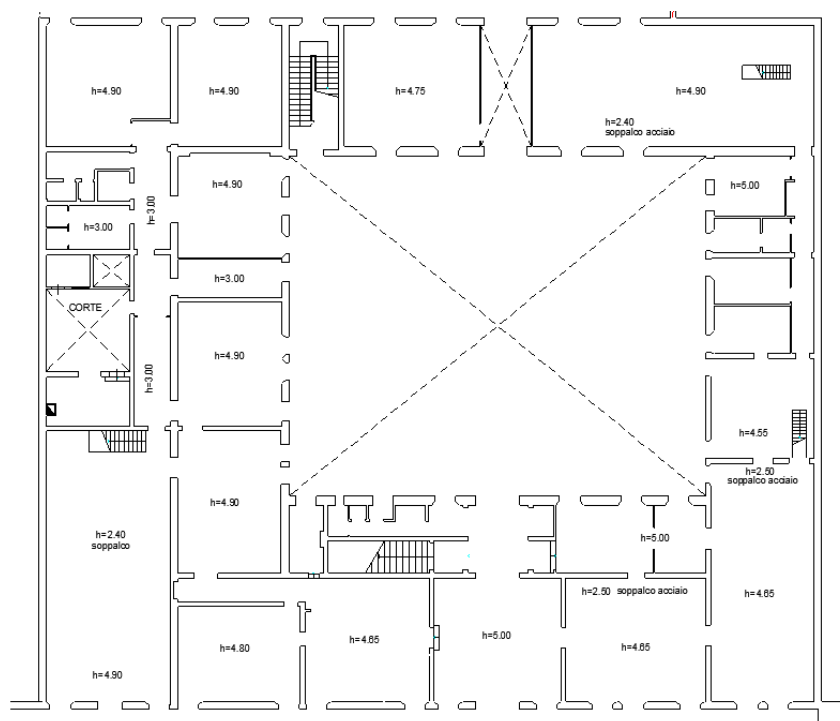 h=4.90
h=4.90
h=4.75
h=4.90
h=2.40
soppalco acciaio
h=4.90
h=5.00
h=3.00
h=3.00
h=3.00
CORTE
h=4.90
h=3.00
h=4.55
h=2.50
soppalco acciaio
h=4.90
h=2.40
soppalco
h=5.00
h=2.50 soppalco acciaio
h=4.65
h=4.80
h=4.65
h=5.00
h=4.65
h=4.90